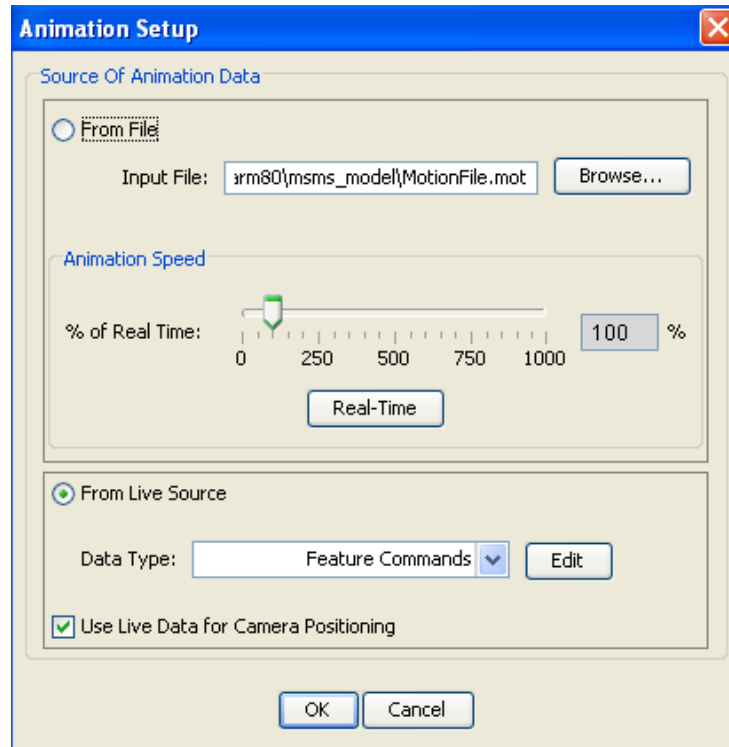 Animation Setup
Source Of Animation Data
From File
Input File: arm80\msms_model\MotionFile.mot Browse...
Animation Speed
% of Real Time: 100 %
0 250 500 750 1000
Real-Time
From Live Source
Data Type: Feature Commands Edit
Use Live Data for Camera Positioning
OK Cancel